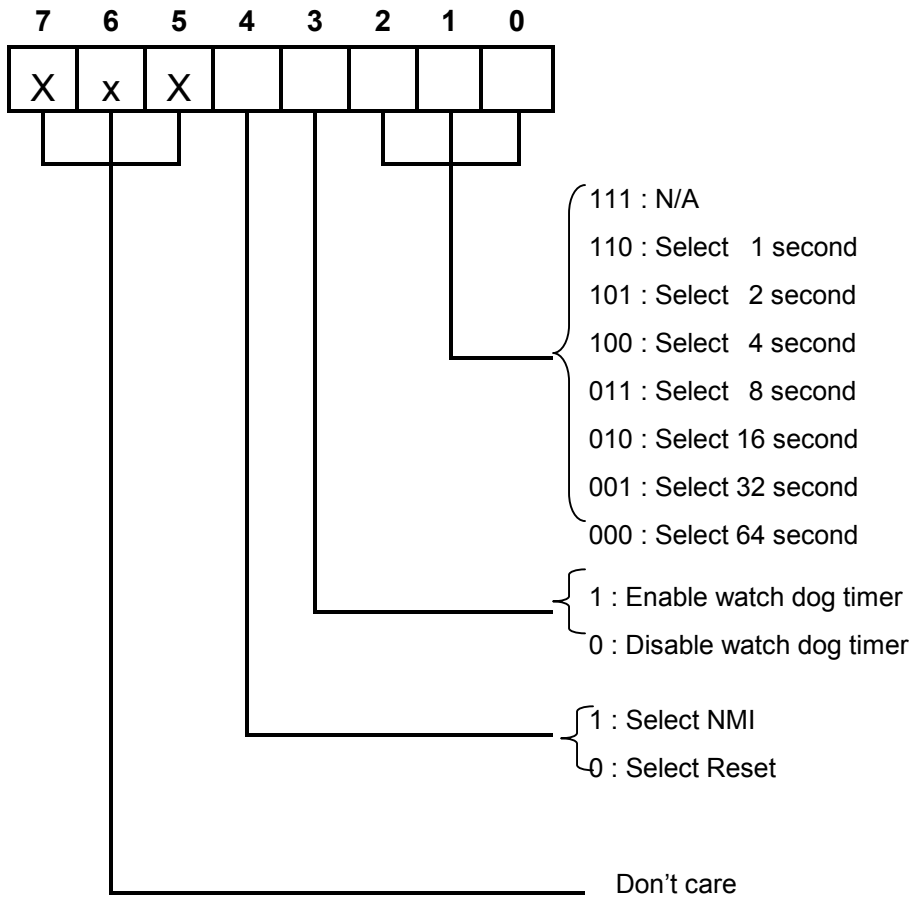 7 6 5 4 3 2 1 0
X x X
111 : N/A
110 : Select 1 second
101 : Select 2 second
100 : Select 4 second
011 : Select 8 second
010 : Select 16 second
001 : Select 32 second
000 : Select 64 second
1 : Enable watch dog timer
0 : Disable watch dog timer
1 : Select NMI
0 : Select Reset
Don’t care